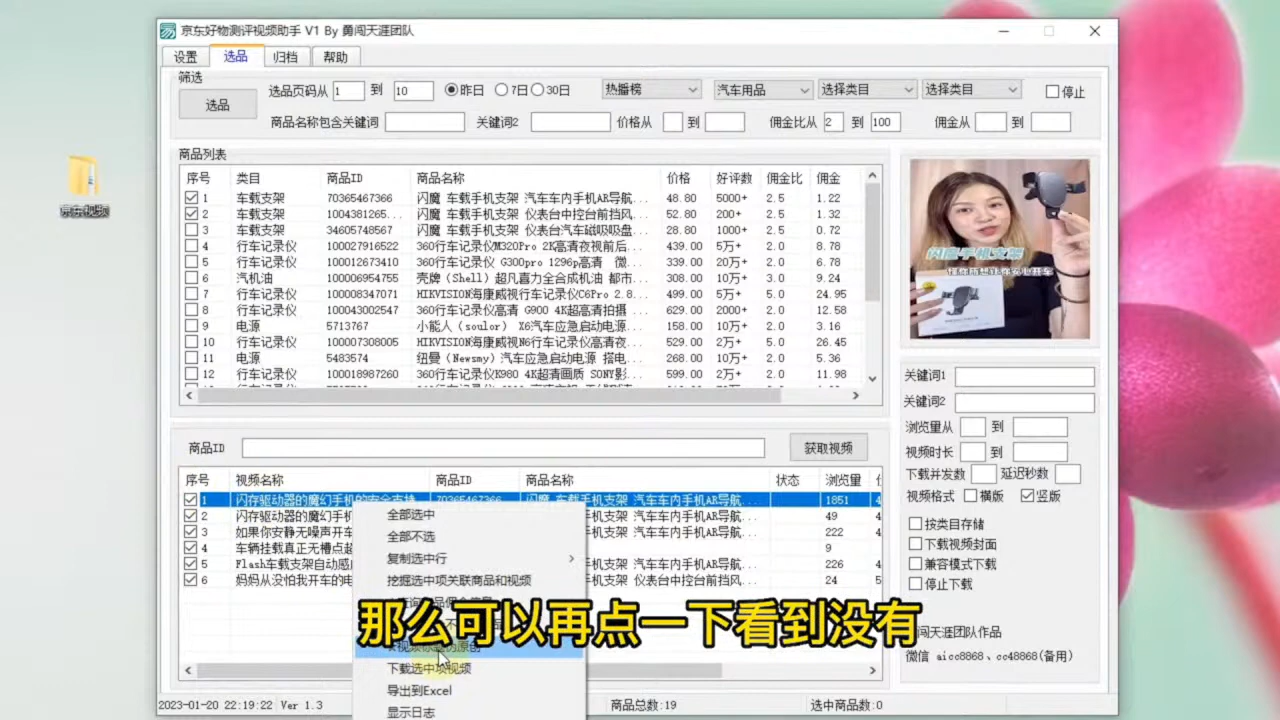 京东好物测评视频助手 V1 By 勇闯天涯团队
设置 选品 归档 帮助
筛选
选品 选品页码从 1 到 10 昨日 7日 30日 热播榜 汽车用品 选择类目 选择类目 停止
商品名称包含关键词 关键词2 价格从 到 佣金比从 2 到 100 佣金从 到
京东视频
商品列表
序号 类目 商品ID 商品名称 价格 好评数 佣金比 佣金
1 车载支架 70365467366 闪魔 车载手机支架 汽车车内手机AR导航... 48.80 5000+ 2.5 1.22
2 车载支架 1004381265... 闪魔 车载手机支架 仪表台中控台前挡风... 52.80 200+ 2.5 1.32
3 车载支架 34605748567 闪魔 车载手机支架 仪表台汽车磁吸吸盘... 28.80 1000+ 2.5 0.72
4 行车记录仪 100027916522 360行车记录仪M320Pro 2K高清夜视前后... 439.00 5万+ 2.0 8.78
5 行车记录仪 100012673410 360行车记录仪 G300pro 1296p高清 微... 339.00 20万+ 2.0 6.78
6 汽机油 100006954755 壳牌（Shell）超凡喜力全合成机油 都市... 308.00 10万+ 3.0 9.24
7 行车记录仪 100008347071 HIKVISION海康威视行车记录仪C6Pro 2.8... 499.00 5万+ 5.0 24.95
8 行车记录仪 100043002547 360行车记录仪 高清 G900 4K超高清拍摄... 629.00 2000+ 2.0 12.58
9 电源 5713767 小能人（soulor） X6汽车应急启动电源... 158.00 10万+ 2.0 3.16
10 行车记录仪 100007308005 HIKVISION海康威视N6行车记录仪高清夜... 529.00 2万+ 5.0 26.45
11 电源 5483574 纽曼（Newsmy）汽车应急启动电源 搭电... 268.00 10万+ 2.0 5.36
12 行车记录仪 100018987260 360行车记录仪K980 4K超高清画质 SONY影... 599.00 2万+ 2.0 11.98
闪魔手机支架
关键词1
关键词2
浏览量从 到
视频时长 到
下载并发数 延迟秒数
视频格式 横版 竖版
按类目存储
下载视频封面
兼容模式下载
停止下载
闯天涯团队作品
微信 aicc8868、cc48868(备用)
商品ID 获取视频
序号 视频名称 商品ID 商品名称 状态 浏览量
1 闪存驱动器的魔幻手机的安全支持 70365467366 闪魔 车载手机支架 汽车车内手机AR导航... 1851 4
2 闪存驱动器的魔幻手机 手机支架 汽车车内手机AR导航... 49 4
3 如果你安静无噪声开车 手机支架 汽车车内手机AR导航... 222 4
4 车辆挂载真正无槽点超 9
5 Flash车载支架自动感应 手机支架 汽车车内手机AR导航... 226 4
6 妈妈从没怕我开车的电 手机支架 仪表台中控台前挡风... 24 5
全部选中
全部不选
复制选中行
挖掘选中项关联商品和视频
下载选中项视频
导出到Excel
显示日志
那么可以再点一下看到没有
2023-01-20 22:19:22 Ver 1.3 商品总数:19 选中商品数:0